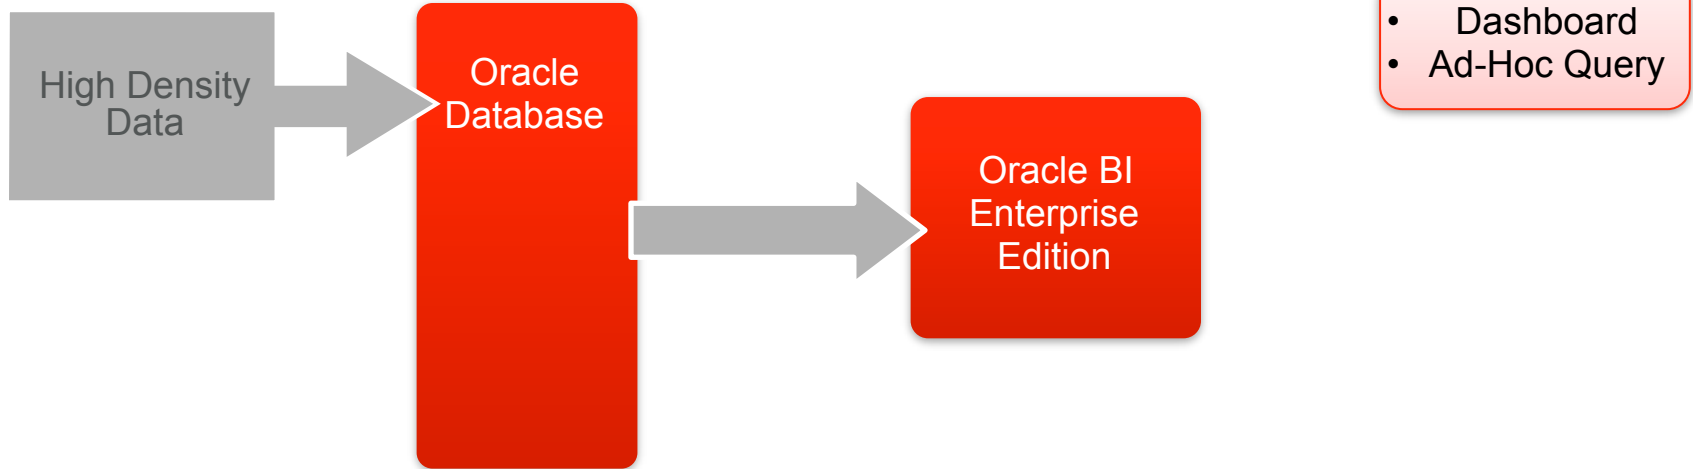 High Density
Data
Oracle
Database
Oracle BI
Enterprise
Edition
• Dashboard
• Ad-Hoc Query